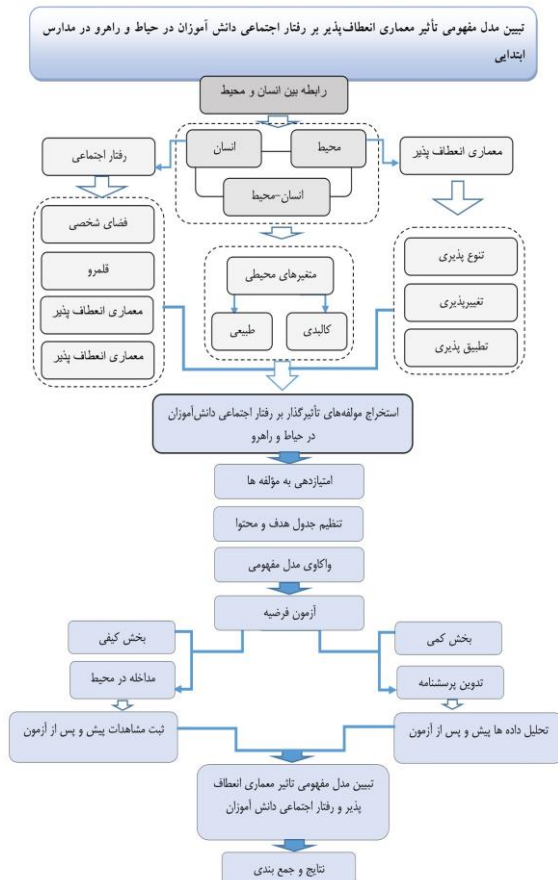 تبیین مدل مفهومی تأثیر معماری انعطاف‌پذیر بر رفتار اجتماعی دانش آموزان در حیاط و راهرو در مدارس
ابتدایی
رابطه بین انسان و محیط
معماری انعطاف پذیر
محیط
انسان
رفتار اجتماعی
انسان-محیط
فضای شخصی
قلمرو
معماری انعطاف پذیر
معماری انعطاف پذیر
متغیرهای محیطی
کالبدی
طبیعی
تنوع پذیری
تغییرپذیری
تطبیق پذیری
استخراج مولفه‌های تأثیرگذار بر رفتار اجتماعی دانش‌آموزان
در حیاط و راهرو
امتیازدهی به مؤلفه ها
تنظیم جدول هدف و محتوا
واکاوی مدل مفهومی
آزمون فرضیه
بخش کمی
بخش کیفی
تدوین پرسشنامه
مداخله در محیط
تحلیل داده ها پیش و پس از آزمون
ثبت مشاهدات پیش و پس از آزمون
تبیین مدل مفهومی تاثیر معماری انعطاف
پذیر و رفتار اجتماعی دانش آموزان
نتایج و جمع بندی